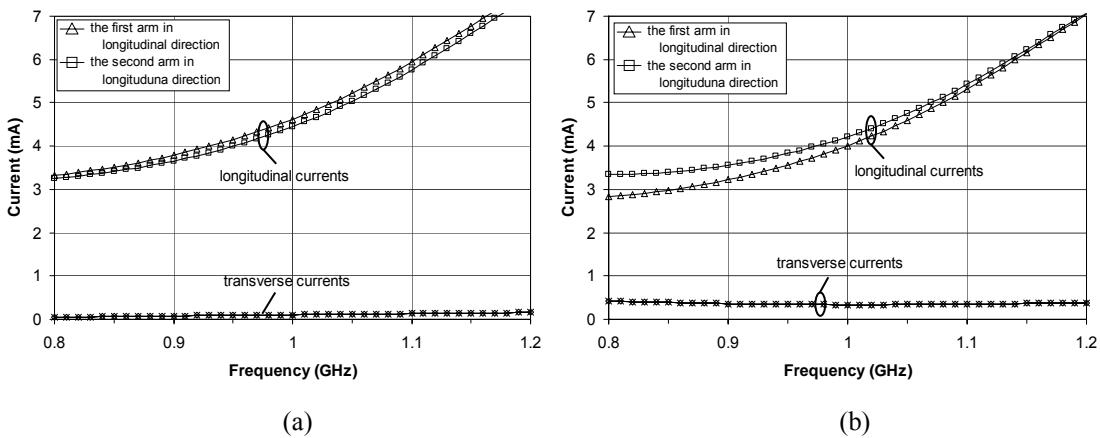 7
6
5
4
3
2
1
0
Current (mA)
the first arm in
longitudinal direction
the second arm in
longituduna direction
longitudinal currents
transverse currents
0.8 0.9 1 1.1 1.2
Frequency (GHz)
(a)
7
6
5
4
3
2
1
0
Current (mA)
the first arm in
longitudinal direction
the second arm in
longituduna direction
longitudinal currents
transverse currents
0.8 0.9 1 1.1 1.2
Frequency (GHz)
(b)